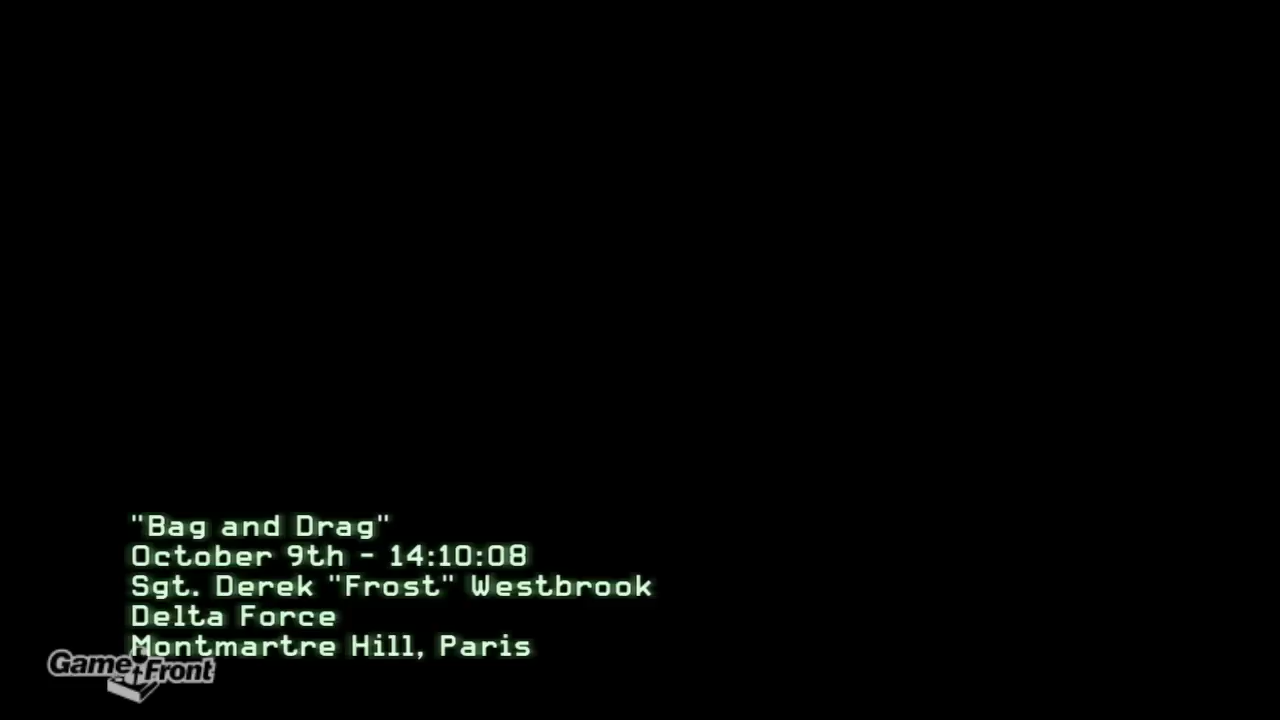 "Bag and Drag"
October 9th - 14:10:08
Sgt. Derek "Frost" Westbrook
Delta Force
Montmartre Hill, Paris
GameFront